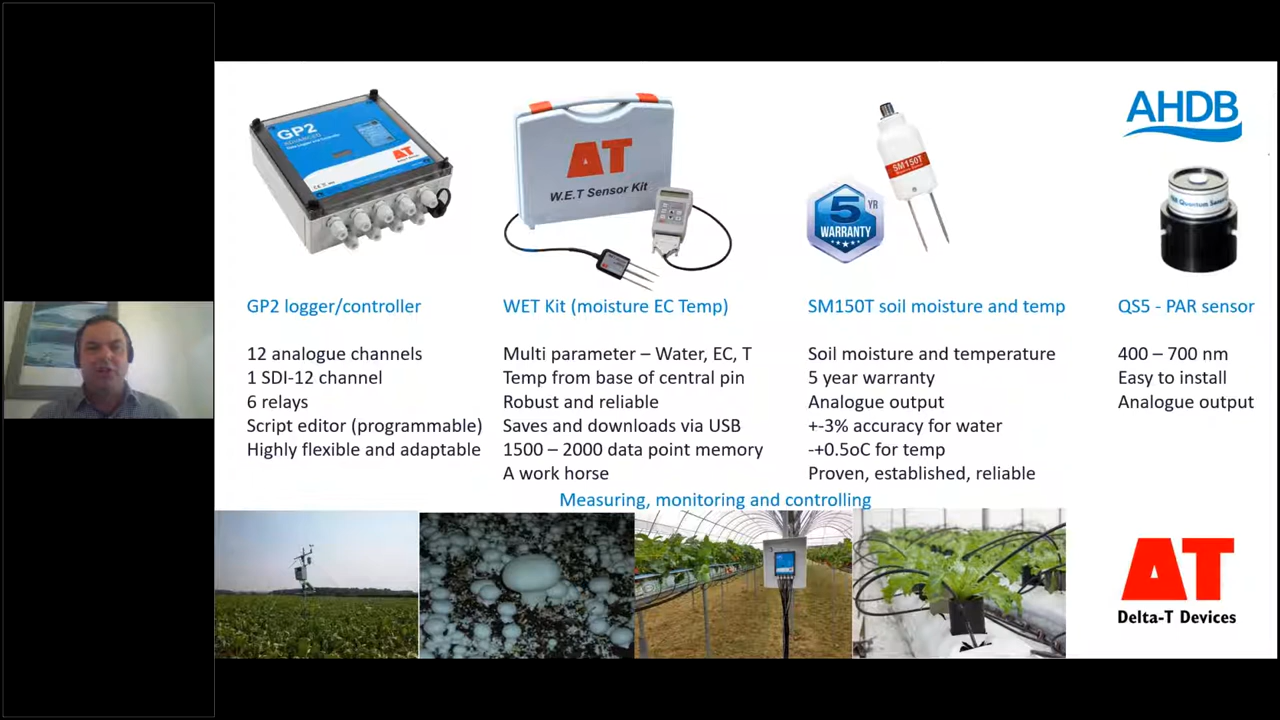 GP2
ΔT
W.E.T Sensor Kit
SM150T
5 YR
WARRANTY
AHDB
Quantum Sensor
GP2 logger/controller
12 analogue channels
1 SDI-12 channel
6 relays
Script editor (programmable)
Highly flexible and adaptable
WET Kit (moisture EC Temp)
Multi parameter – Water, EC, T
Temp from base of central pin
Robust and reliable
Saves and downloads via USB
1500 – 2000 data point memory
A work horse
SM150T soil moisture and temp
Soil moisture and temperature
5 year warranty
Analogue output
+-3% accuracy for water
-+0.5oC for temp
Proven, established, reliable
QS5 - PAR sensor
400 – 700 nm
Easy to install
Analogue output
Measuring, monitoring and controlling
ΔT
Delta-T Devices